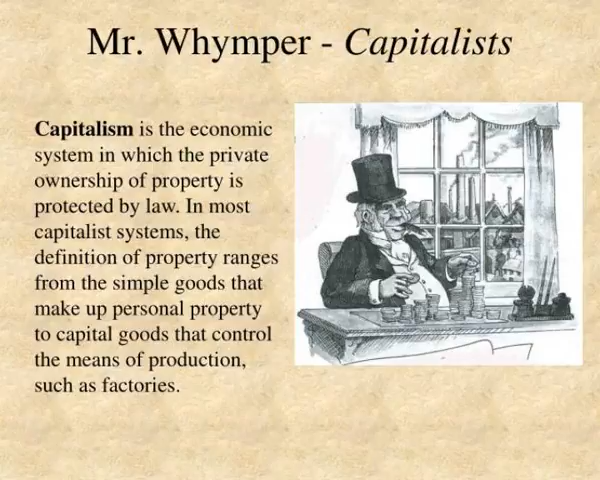 Mr. Whymper - Capitalists
Capitalism is the economic
system in which the private
ownership of property is
protected by law. In most
capitalist systems, the
definition of property ranges
from the simple goods that
make up personal property
to capital goods that control
the means of production,
such as factories.